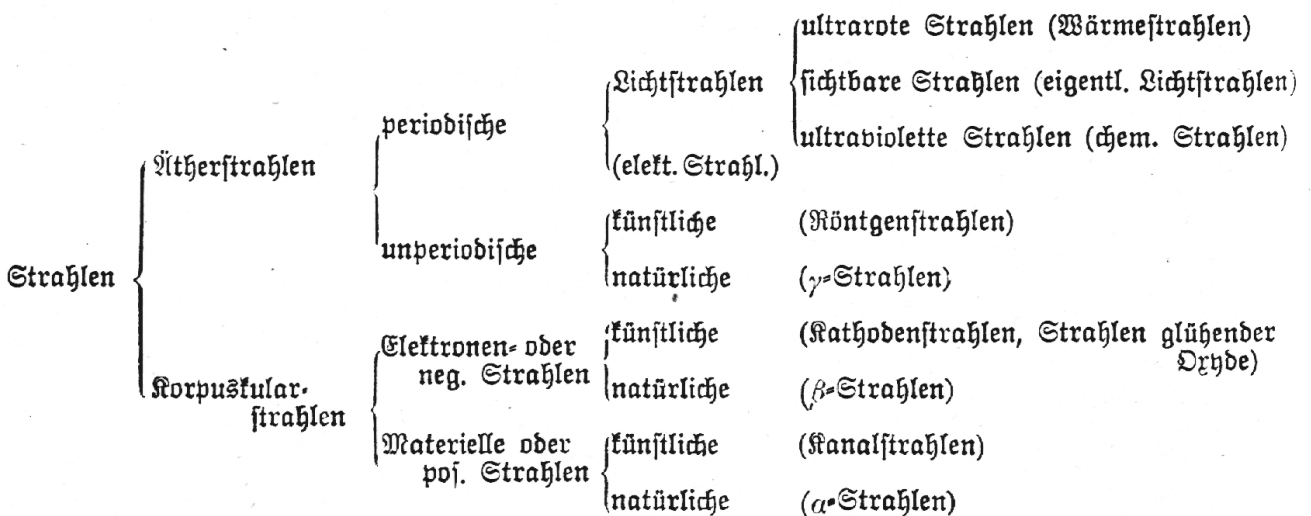 ultrarote Strahlen (Wärmestrahlen)
Lichtstrahlen
sichtbare Strahlen (eigentl. Lichtstrahlen)
periodische
ultraviolette Strahlen (chem. Strahlen)
Ätherstrahlen
(elekt. Strahl.)
künstliche (Röntgenstrahlen)
unperiodische
Strahlen
natürliche (γ-Strahlen)
künstliche (Kathodenstrahlen, Strahlen glühender
Oxyde)
Elektronen- oder
neg. Strahlen
Korpuskular-
strahlen
natürliche (β-Strahlen)
Materielle oder
pos. Strahlen
künstliche (Kanalstrahlen)
natürliche (α-Strahlen)